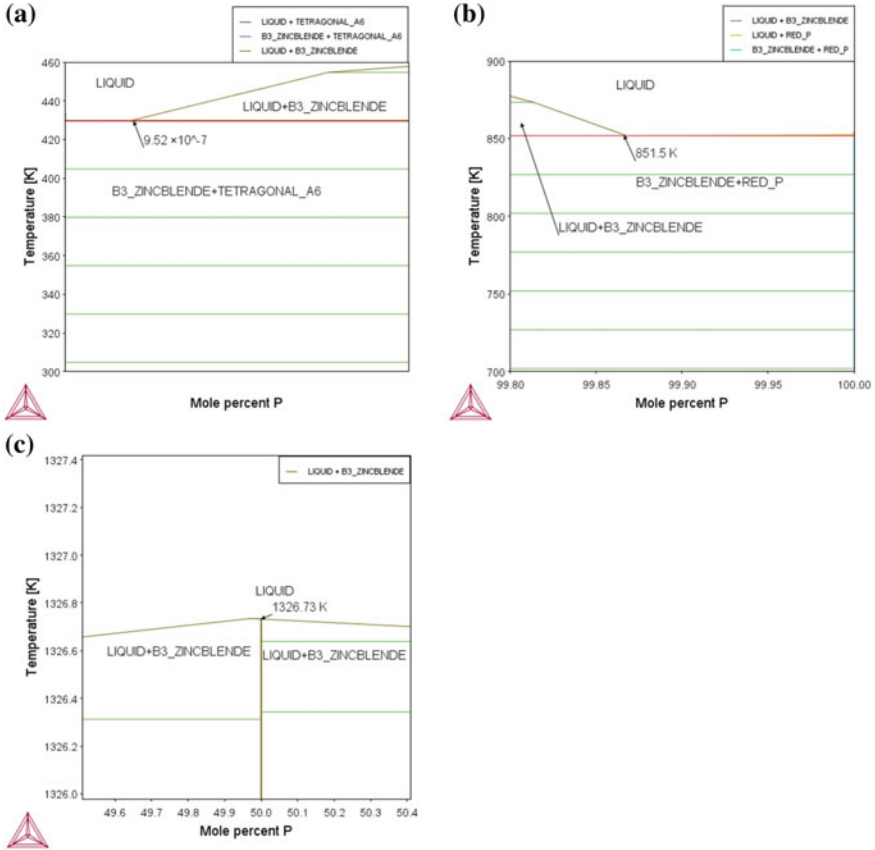 (a)
LIQUID + TETRAGONAL_A6
B3_ZINCBLENDE + TETRAGONAL_A6
LIQUID + B3_ZINCBLENDE
460
440
420
400
380
360
340
320
300
Temperature [K]
LIQUID
LIQUID+B3_ZINCBLENDE
9.52 ×10^-7
B3_ZINCBLENDE+TETRAGONAL_A6
Mole percent P
(b)
LIQUID + B3_ZINCBLENDE
LIQUID + RED_P
B3_ZINCBLENDE + RED_P
900
850
800
750
700
Temperature [K]
LIQUID
851.5 K
B3_ZINCBLENDE+RED_P
LIQUID+B3_ZINCBLENDE
99.80 99.85 99.90 99.95 100.00
Mole percent P
(c)
LIQUID + B3_ZINCBLENDE
1327.4
1327.2
1327.0
1326.8
1326.6
1326.4
1326.2
1326.0
Temperature [K]
LIQUID
1326.73 K
LIQUID+B3_ZINCBLENDE LIQUID+B3_ZINCBLENDE
49.6 49.7 49.8 49.9 50.0 50.1 50.2 50.3 50.4
Mole percent P